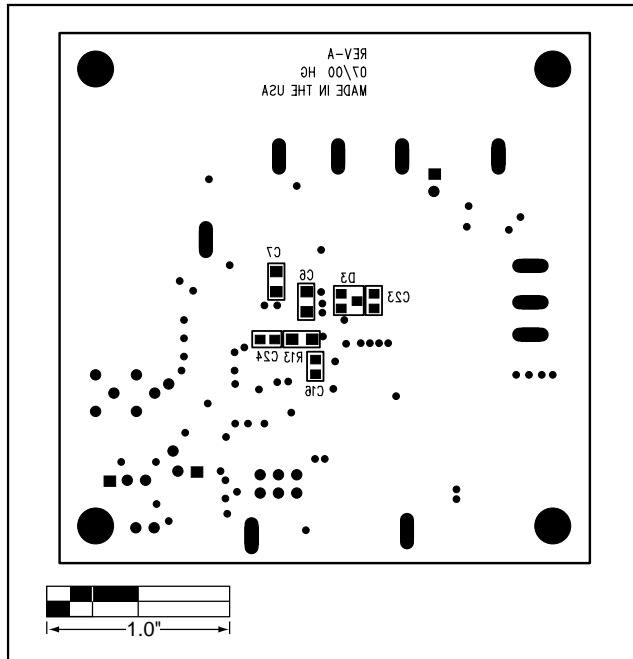 REV-A
07/00 HG
MADE IN THE USA
C7
C6
D3
C23
C24
R13
C16
1.0"